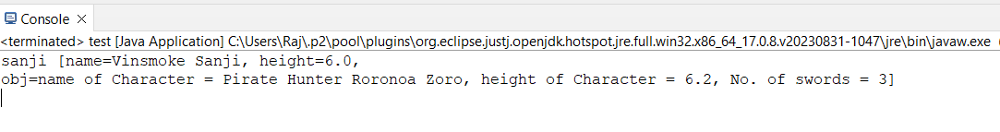 Console
<terminated> test [Java Application] C:\Users\Raj\.p2\pool\plugins\org.eclipse.justj.openjdk.hotspot.jre.full.win32.x86_64_17.0.8.v20230831-1047\jre\bin\javaw.exe
sanji [name=Vinsmoke Sanji, height=6.0,
obj=name of Character = Pirate Hunter Roronoa Zoro, height of Character = 6.2, No. of swords = 3]